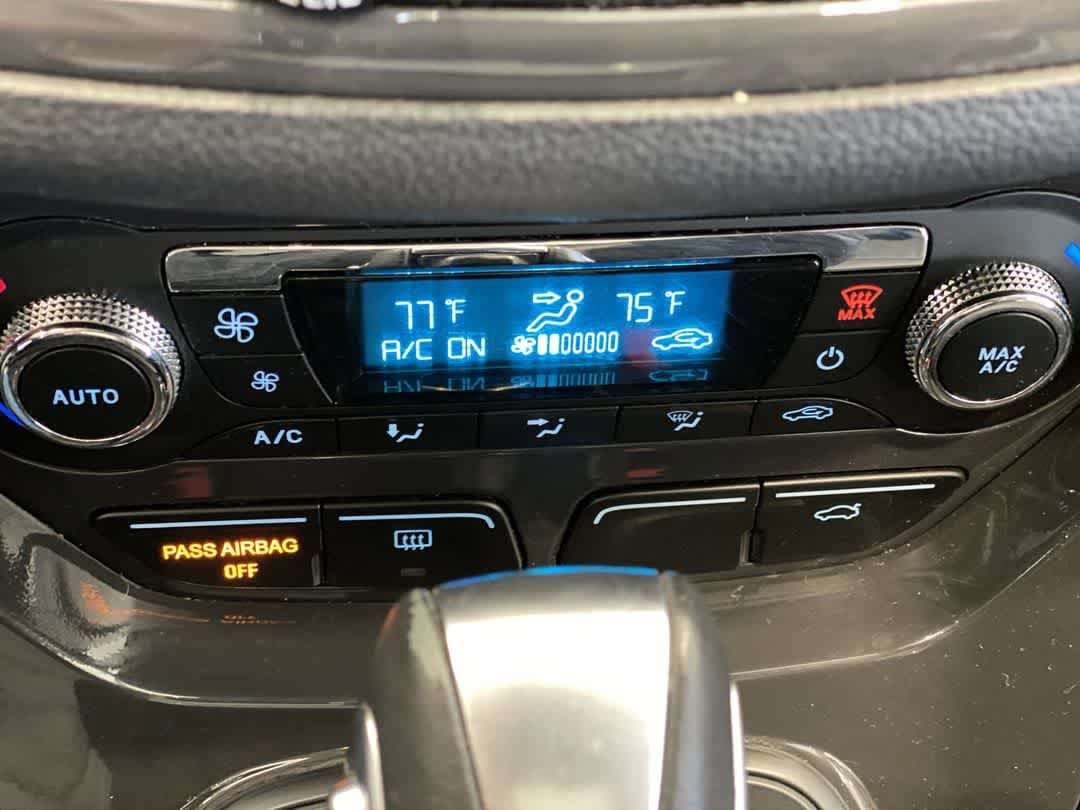 77°F 75°F
A/C ON
MAX
AUTO
MAX
A/C
A/C
PASS AIRBAG
OFF